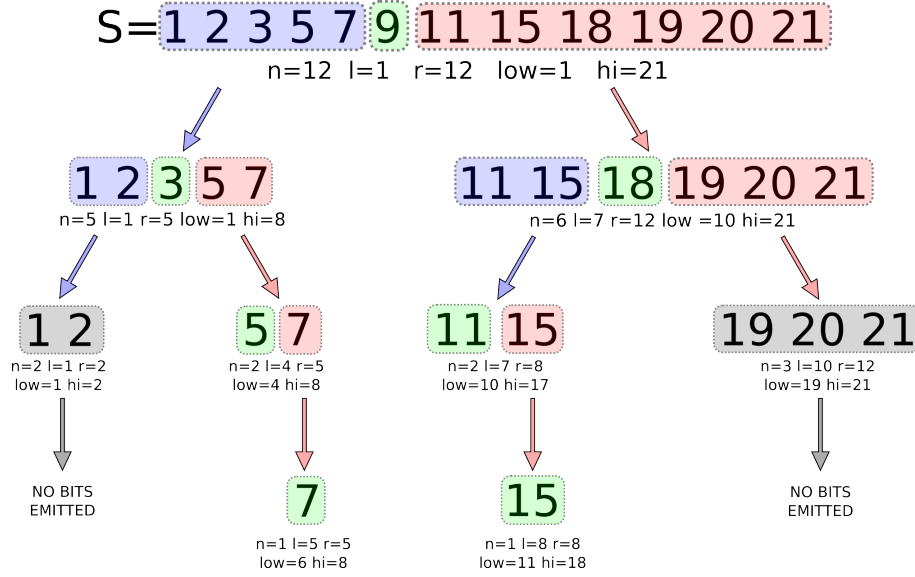 S= 1 2 3 5 7 9 11 15 18 19 20 21
n=12 l=1 r=12 low=1 hi=21
1 2 3 5 7
11 15 18 19 20 21
n=5 l=1 r=5 low=1 hi=8
n=6 l=7 r=12 low =10 hi=21
1 2
5 7
11 15
19 20 21
n=2 l=1 r=2
low=1 hi=2
n=2 l=4 r=5
low=4 hi=8
n=2 l=7 r=8
low=10 hi=17
n=3 l=10 r=12
low=19 hi=21
NO BITS
EMITTED
7
15
NO BITS
EMITTED
n=1 l=5 r=5
low=6 hi=8
n=1 l=8 r=8
low=11 hi=18